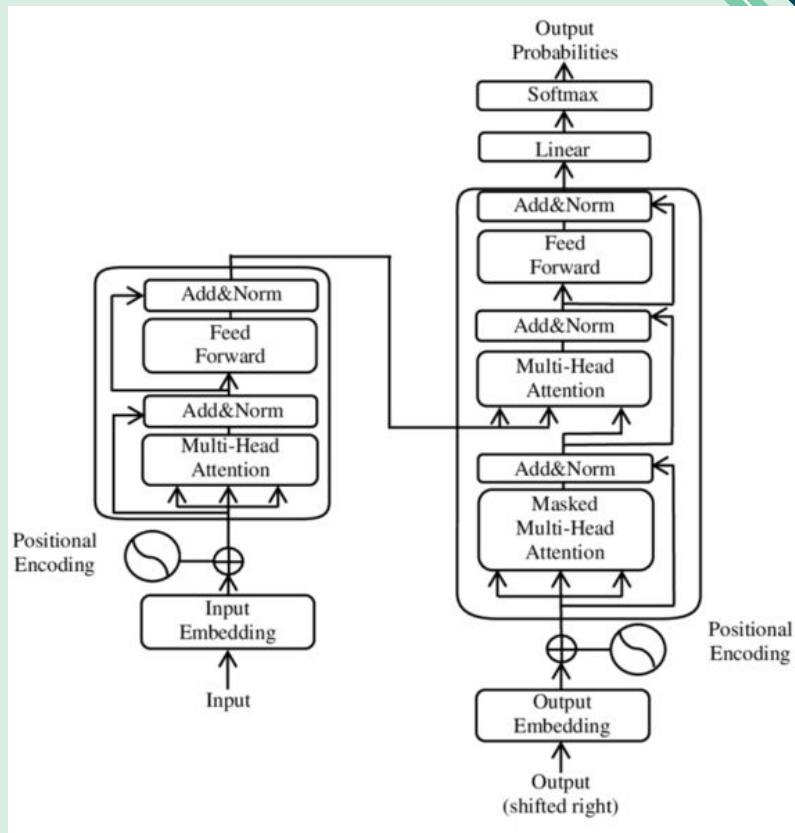 Output
Probabilities
Softmax
Linear
Add&Norm
Feed
Forward
Add&Norm
Multi-Head
Attention
Add&Norm
Masked
Multi-Head
Attention
Positional
Encoding
Output
Embedding
Output
(shifted right)
Add&Norm
Feed
Forward
Add&Norm
Multi-Head
Attention
Positional
Encoding
Input
Embedding
Input